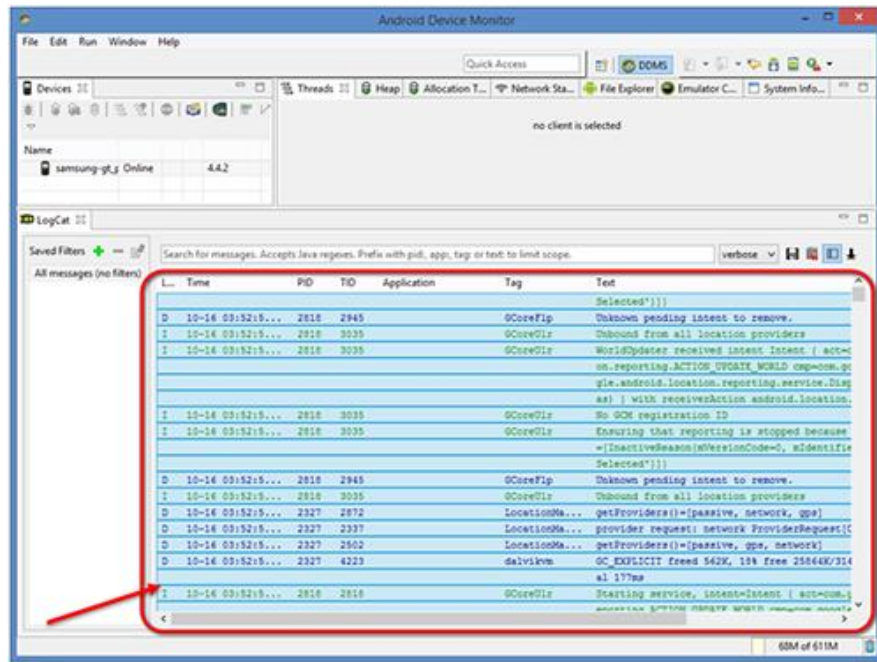 Android Device Monitor
File Edit Run Window Help
Quick Access
DDMS
Devices
Threads Heap Allocation T... Network Sta... File Explorer Emulator C... System Info...
no client is selected
Name
samsung-gt_p Online 4.4.2
LogCat
Saved Filters
Search for messages. Accepts Java regexes. Prefix with pid:, app:, tag: or text: to limit scope.
verbose
All messages (no filters)
L... Time PID TID Application Tag Text
Selected"}]}
D 10-16 03:52:5... 2818 2945 GCoreFlp Unknown pending intent to remove.
I 10-16 03:52:5... 2818 3035 GCoreUlr Unbound from all location providers
I 10-16 03:52:5... 2818 3035 GCoreUlr WorldUpdater received intent Intent { act=c
on.reporting.ACTION_UPDATE_WORLD cmp=com.go
gle.android.location.reporting.service.Disp
as) } with receiverAction android.location.
I 10-16 03:52:5... 2818 3035 GCoreUlr No GCM registration ID
I 10-16 03:52:5... 2818 3035 GCoreUlr Ensuring that reporting is stopped because
=[InactiveReason{mVersionCode=0, mIdentifie
Selected"}]}
D 10-16 03:52:5... 2818 2945 GCoreFlp Unknown pending intent to remove.
I 10-16 03:52:5... 2818 3035 GCoreUlr Unbound from all location providers
D 10-16 03:52:5... 2327 2872 LocationMa... getProviders()=[passive, network, gps]
D 10-16 03:52:5... 2327 2337 LocationMa... provider request: network ProviderRequest[O
D 10-16 03:52:5... 2327 2502 LocationMa... getProviders()=[passive, gps, network]
D 10-16 03:52:5... 2327 4223 dalvikvm GC_EXPLICIT freed 562K, 18% free 25864K/314
al 177ms
I 10-16 03:52:5... 2818 2818 GCoreUlr Starting service, intent=Intent { act=com.g
68M of 611M